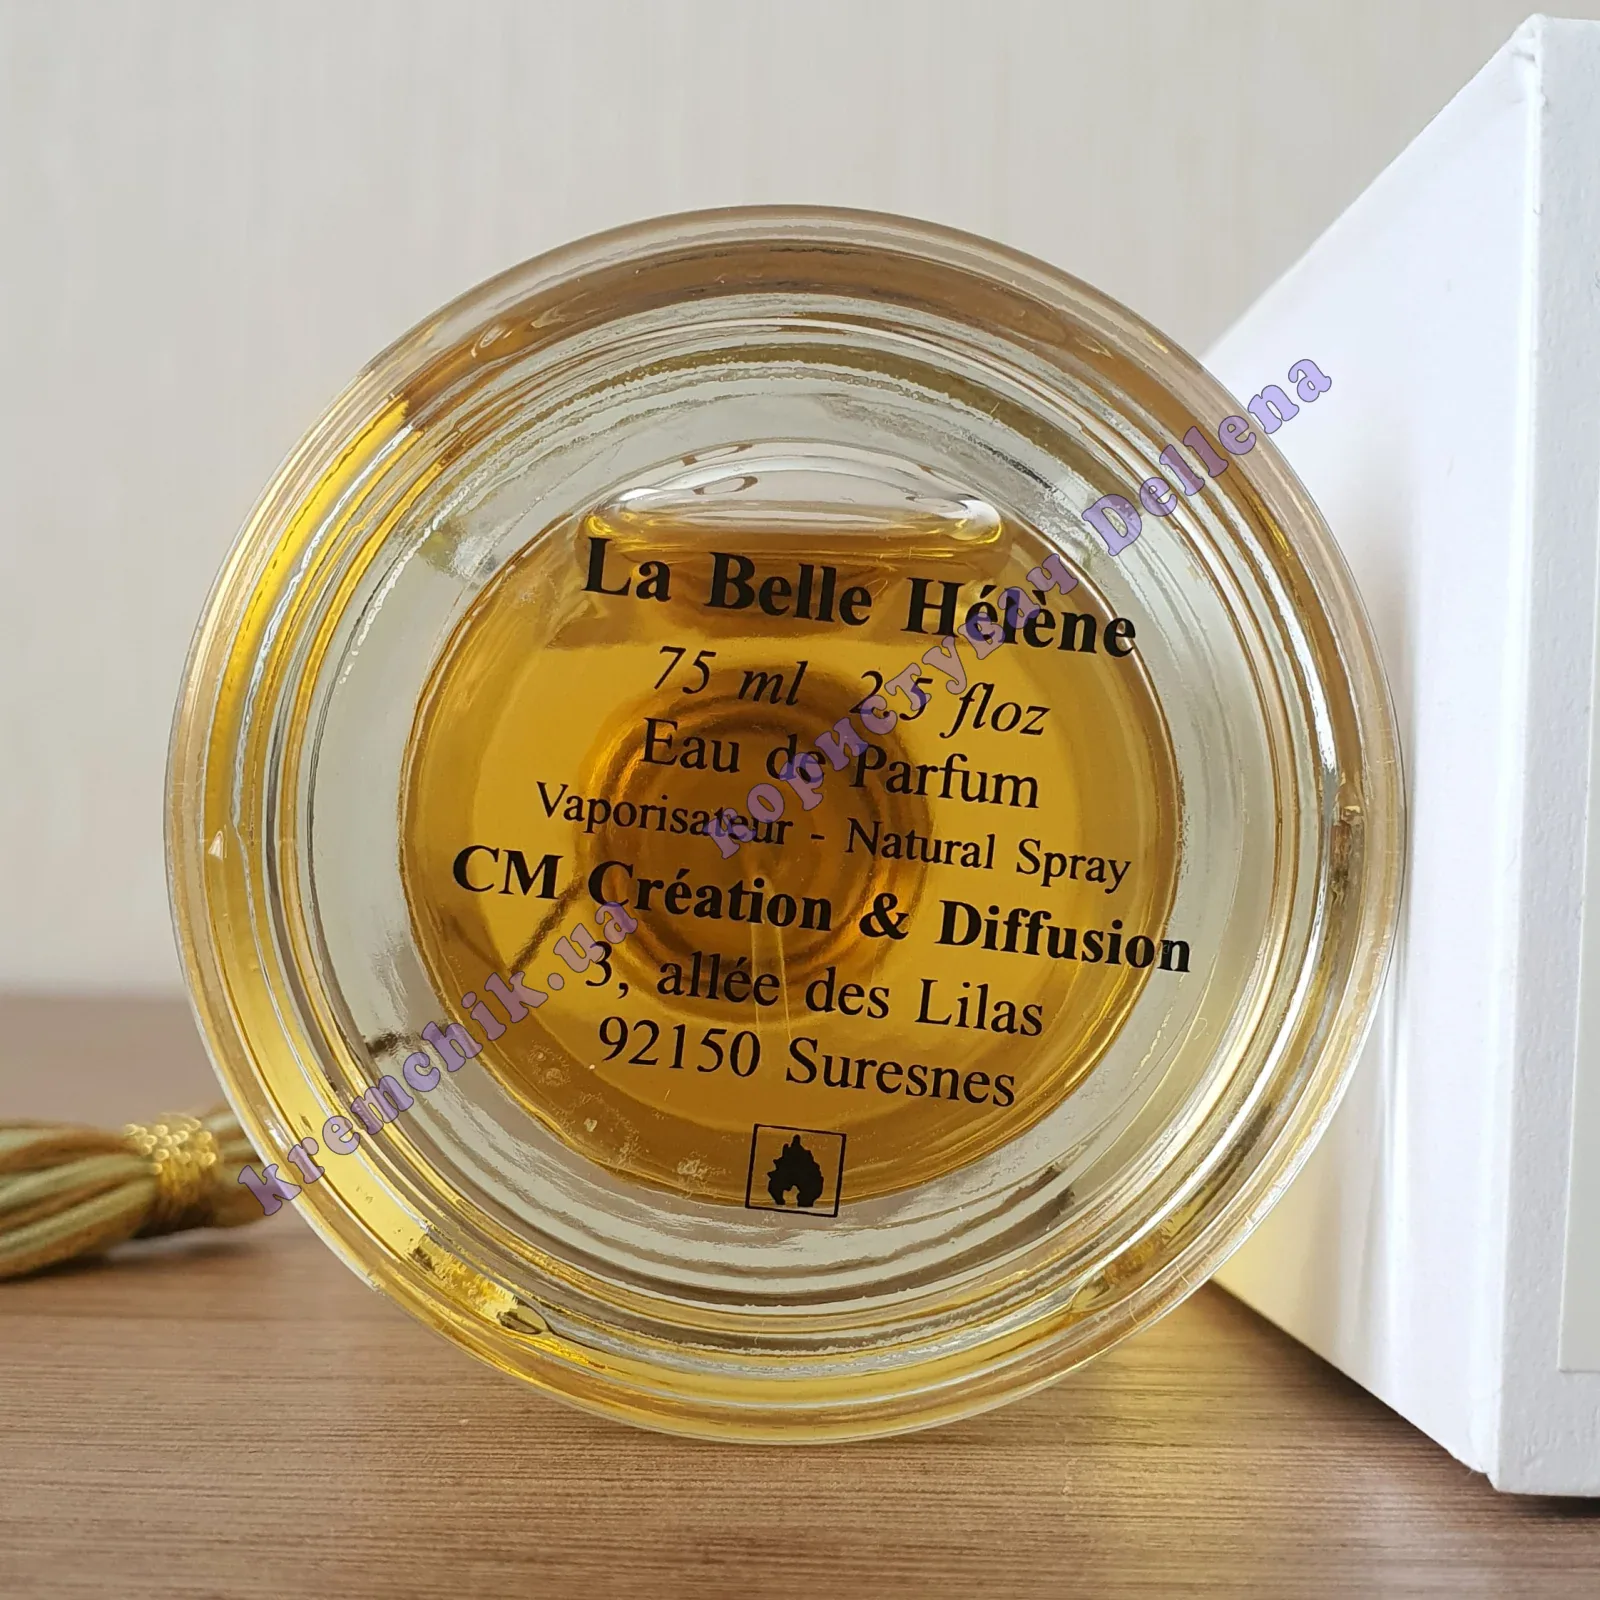 La Belle Hélène
75 ml 2.5 floz
Eau de Parfum
Vaporisateur - Natural Spray
CM Création & Diffusion
3, allée des Lilas
92150 Suresnes
kremchik.ua користувач Dellena